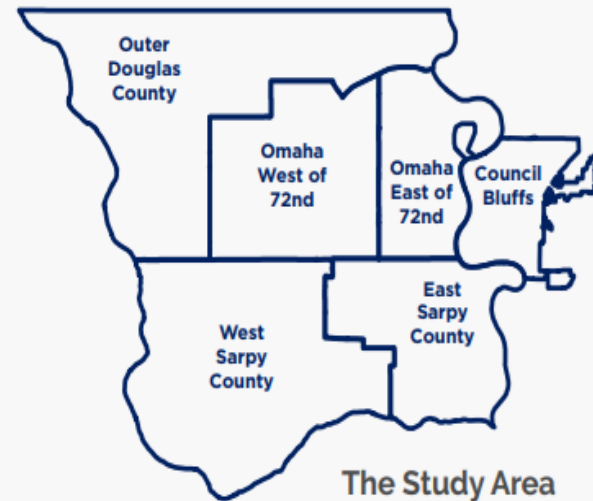 Outer
Douglas
County
Omaha
West of
72nd
Omaha
East of
72nd
Council
Bluffs
West
Sarpy
County
East
Sarpy
County
The Study Area